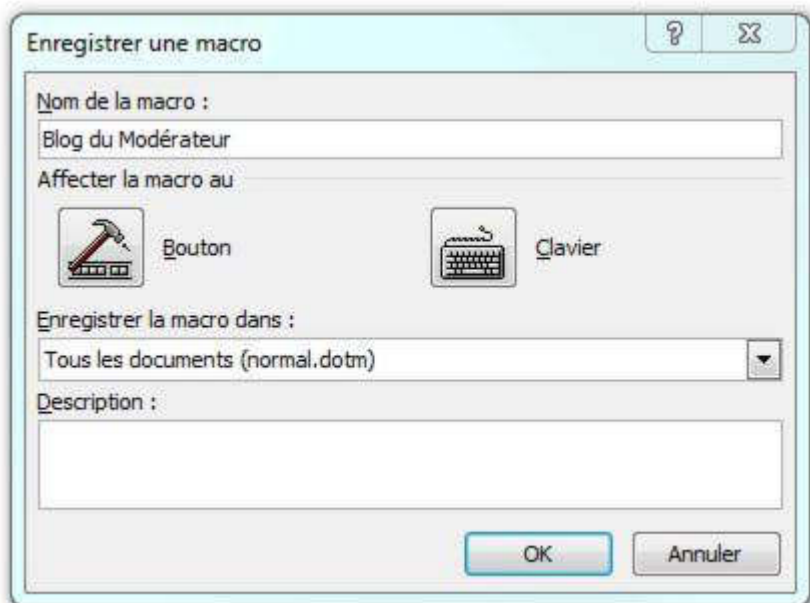 Enregistrer une macro
Nom de la macro :
Blog du Modérateur
Affecter la macro au
Bouton
Clavier
Enregistrer la macro dans :
Tous les documents (normal.dotm)
Description :
OK
Annuler